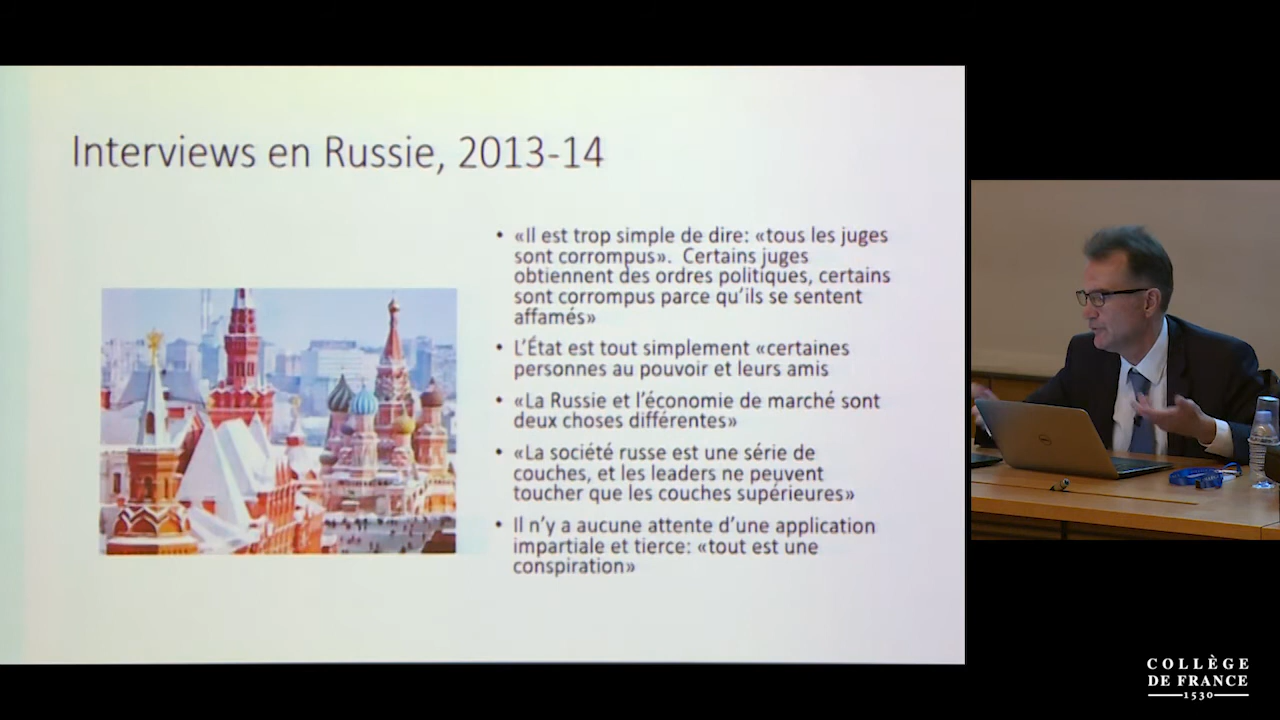 Interviews en Russie, 2013-14
• «Il est trop simple de dire: «tous les juges
sont corrompus».  Certains juges
obtiennent des ordres politiques, certains
sont corrompus parce qu'ils se sentent
affamés»
• L'État est tout simplement «certaines
personnes au pouvoir et leurs amis
• «La Russie et l'économie de marché sont
deux choses différentes»
• «La société russe est une série de
couches, et les leaders ne peuvent
toucher que les couches supérieures»
• Il n'y a aucune attente d'une application
impartiale et tierce: «tout est une
conspiration»
DELL
COLLÈGE
DE FRANCE
1530